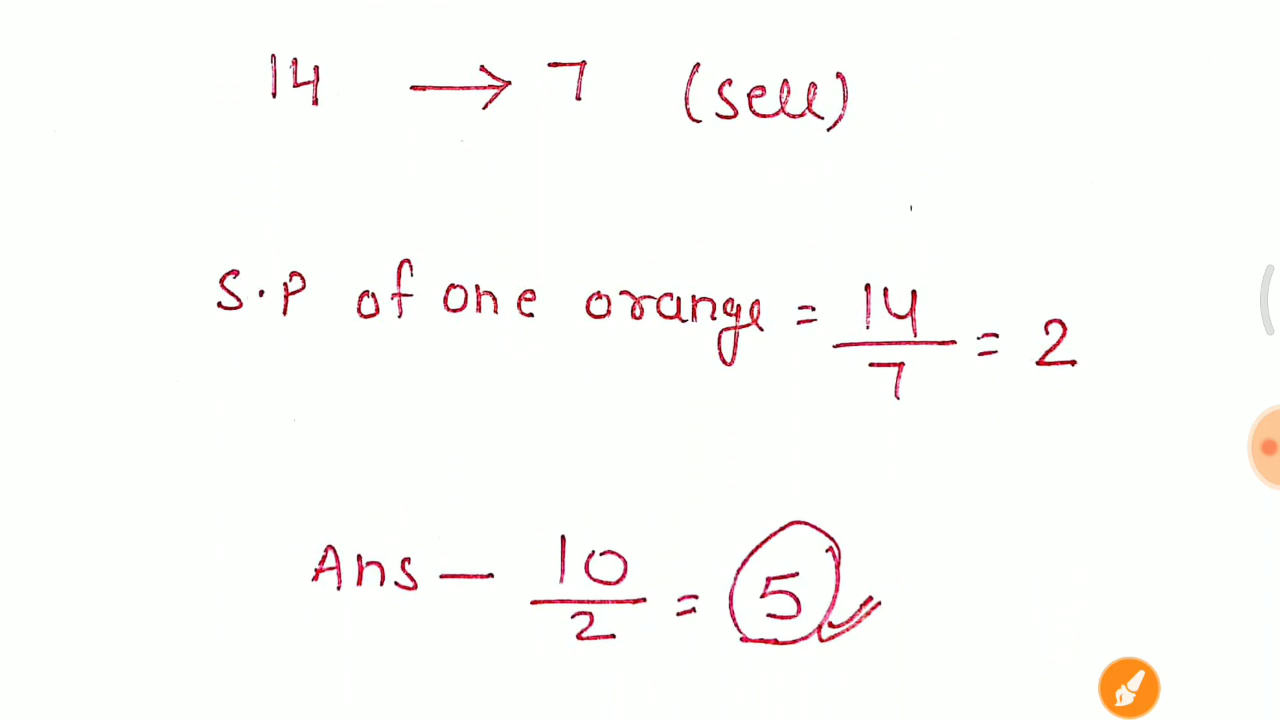 14 → 7 (sell)
S.P of one orange = 14/7 = 2
Ans - 10/2 = 5